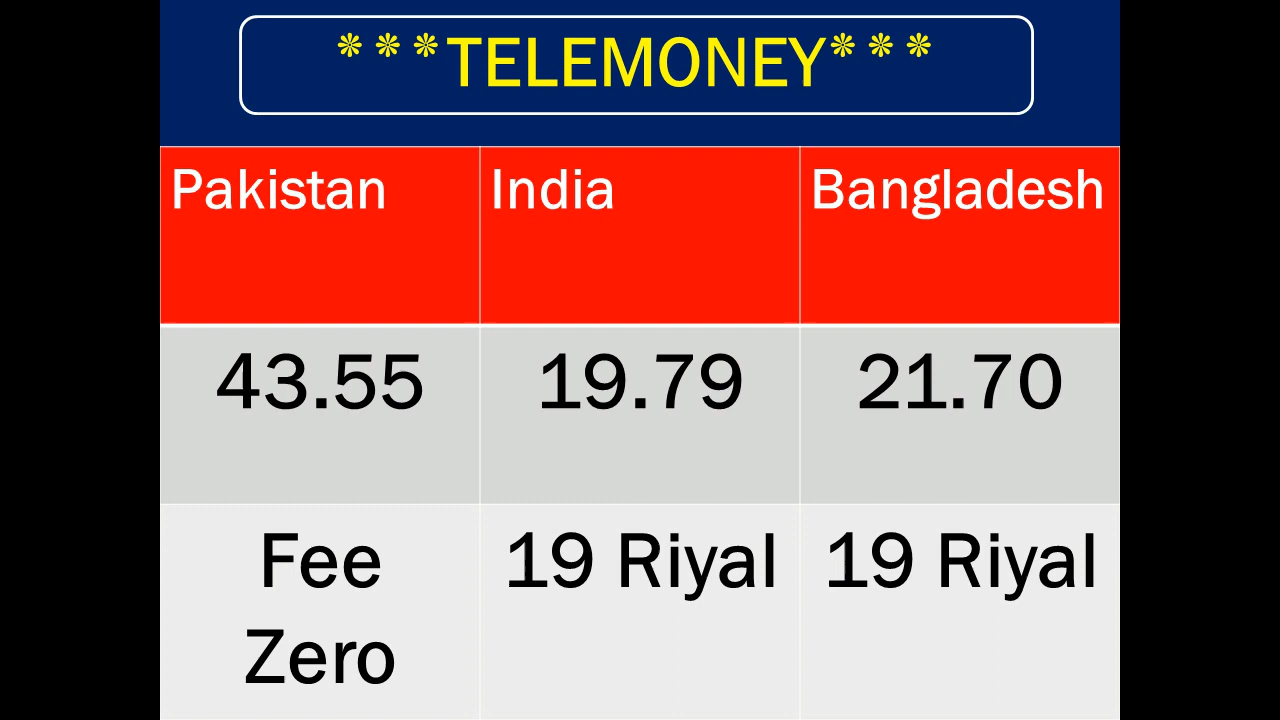 ***TELEMONEY***
Pakistan India Bangladesh
43.55 19.79 21.70
Fee 19 Riyal 19 Riyal
Zero